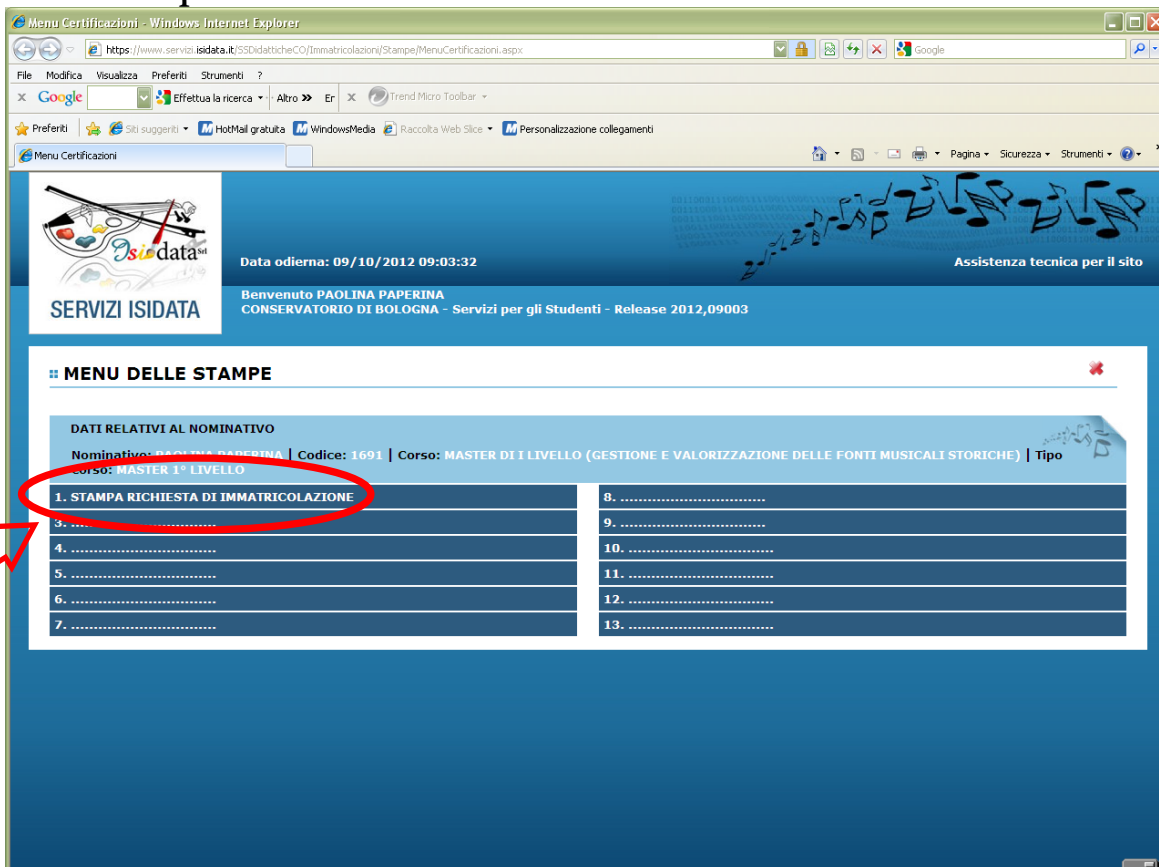 Menu Certificazioni - Windows Internet Explorer
https://www.servizi.isidata.it/SSDidatticheCO/Immatricolazioni/Stampe/MenuCertificazioni.aspx
Google
File Modifica Visualizza Preferiti Strumenti ?
x Google Effettua la ricerca Altro >> Er x Trend Micro Toolbar
Preferiti Siti suggeriti HotMail gratuita WindowsMedia Raccolta Web Slice Personalizzazione collegamenti
Menu Certificazioni
Pagina Sicurezza Strumenti
Isidata srl
SERVIZI ISIDATA
Data odierna: 09/10/2012 09:03:32
Assistenza tecnica per il sito
Benvenuto PAOLINA PAPERINA
CONSERVATORIO DI BOLOGNA - Servizi per gli Studenti - Release 2012,09003
MENU DELLE STAMPE
DATI RELATIVI AL NOMINATIVO
Nominativo: PAOLINA PAPERINA | Codice: 1691 | Corso: MASTER DI I LIVELLO (GESTIONE E VALORIZZAZIONE DELLE FONTI MUSICALI STORICHE) | Tipo
corso: MASTER 1° LIVELLO
1. STAMPA RICHIESTA DI IMMATRICOLAZIONE
3. ................................
4. ................................
5. ................................
6. ................................
7. ................................
8. ................................
9. ................................
10. ................................
11. ................................
12. ................................
13. ................................